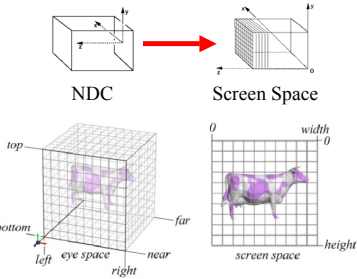 y
x
z
y
x
z
O
NDC
Screen Space
top
bottom
left
eye space
right
near
far
0
width
0
height
screen space